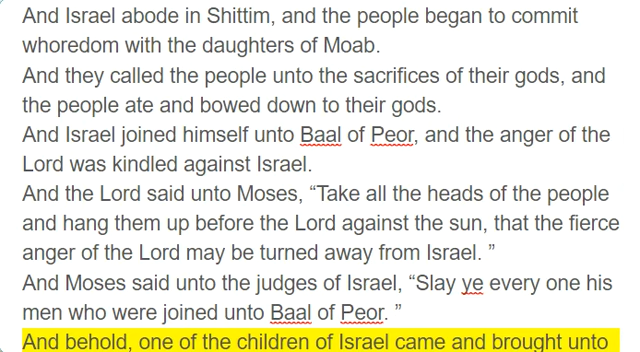 And Israel abode in Shittim, and the people began to commit
whoredom with the daughters of Moab.
And they called the people unto the sacrifices of their gods, and
the people ate and bowed down to their gods.
And Israel joined himself unto Baal of Peor, and the anger of the
Lord was kindled against Israel.
And the Lord said unto Moses, “Take all the heads of the people
and hang them up before the Lord against the sun, that the fierce
anger of the Lord may be turned away from Israel. ”
And Moses said unto the judges of Israel, “Slay ye every one his
men who were joined unto Baal of Peor. ”
And behold, one of the children of Israel came and brought unto